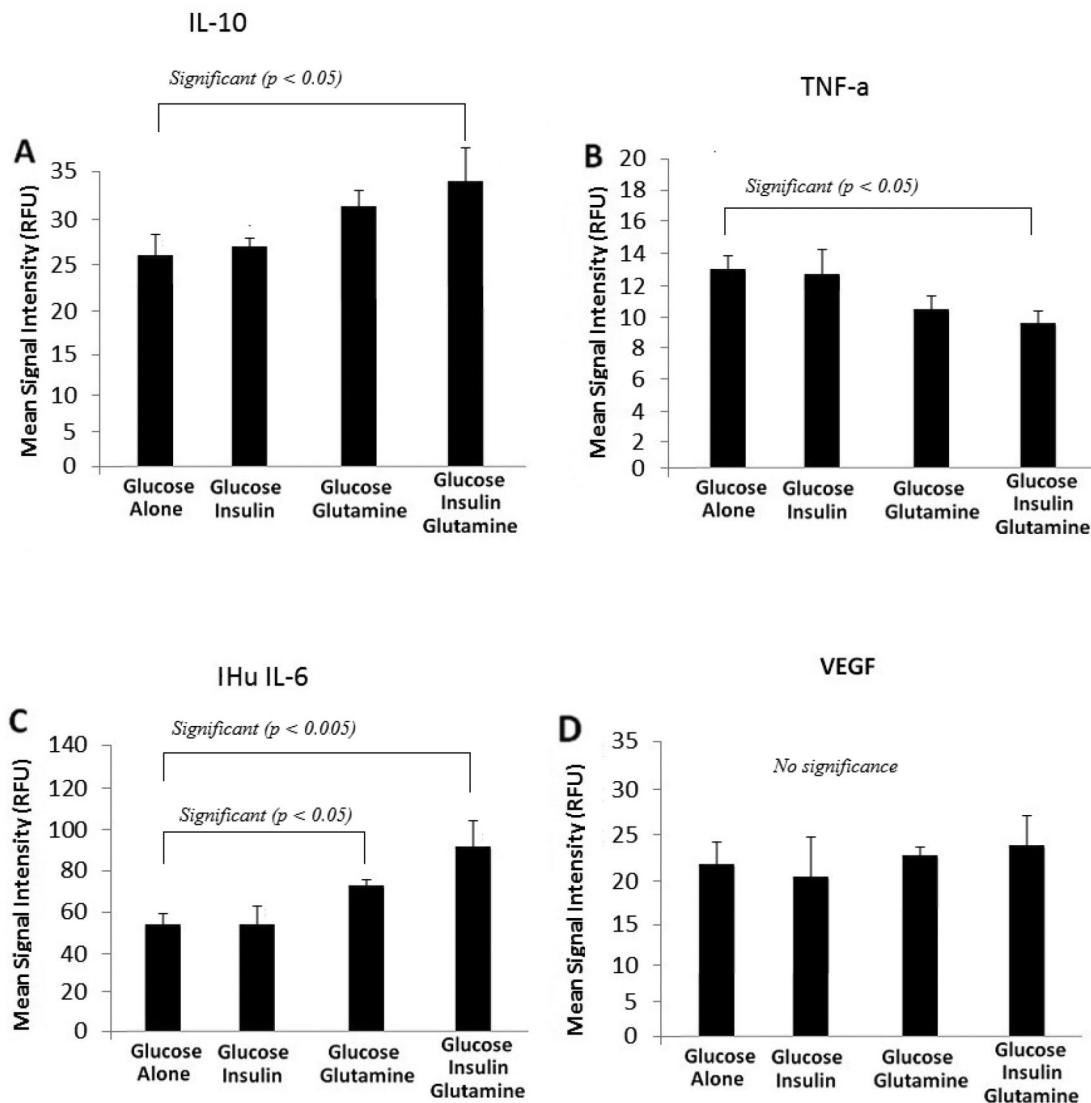 IL-10
Significant (p < 0.05)
A
Mean Signal Intensity (RFU)
35
30
25
20
15
10
5
0
Glucose Alone
Glucose Insulin
Glucose Glutamine
Glucose Insulin Glutamine
TNF-a
B
Significant (p < 0.05)
Mean Signal Intensity (RFU)
20
18
16
14
12
10
8
6
4
2
0
Glucose Alone
Glucose Insulin
Glucose Glutamine
Glucose Insulin Glutamine
IHu IL-6
C
Significant (p < 0.005)
Significant (p < 0.05)
Mean Signal Intensity (RFU)
140
120
100
80
60
40
20
0
Glucose Alone
Glucose Insulin
Glucose Glutamine
Glucose Insulin Glutamine
VEGF
D
No significance
Mean Signal Intensity (RFU)
35
30
25
20
15
10
5
0
Glucose Alone
Glucose Insulin
Glucose Glutamine
Glucose Insulin Glutamine